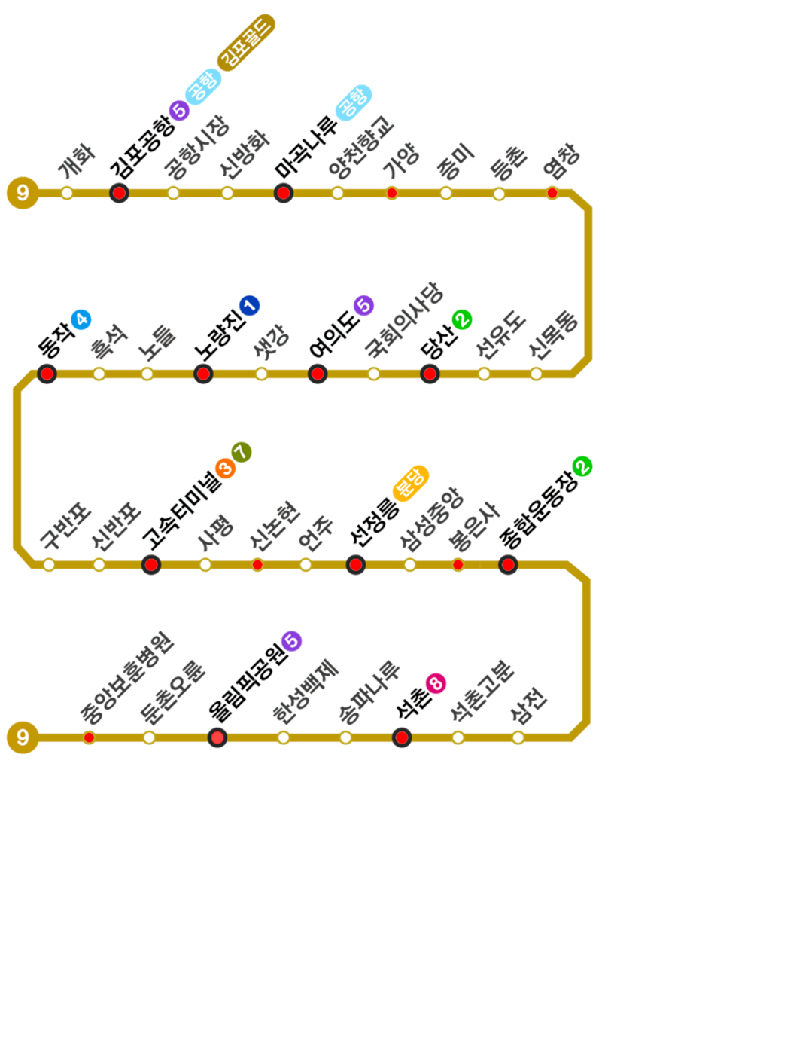 9 개화 김포공항 5 공항 김포골드 공항시장 신방화 마곡나루 공항 양천향교 가양 증미 등촌 염창
동작 4 흑석 노들 노량진 1 샛강 여의도 5 국회의사당 당산 2 선유도 신목동
구반포 신반포 고속터미널 3 7 사평 신논현 언주 선정릉 분당 삼성중앙 봉은사 종합운동장 2
9 중앙보훈병원 둔촌오륜 올림픽공원 5 한성백제 송파나루 석촌 8 석촌고분 삼전